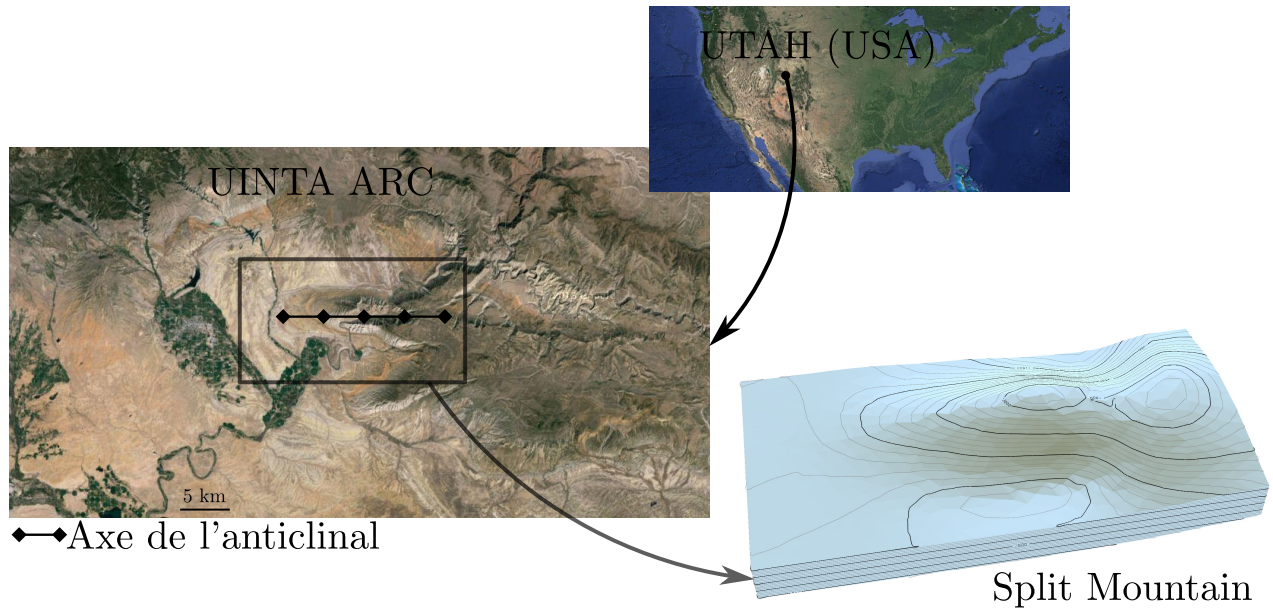 UTAH (USA)
UINTA ARC
5 km
Axe de l'anticlinal
Split Mountain